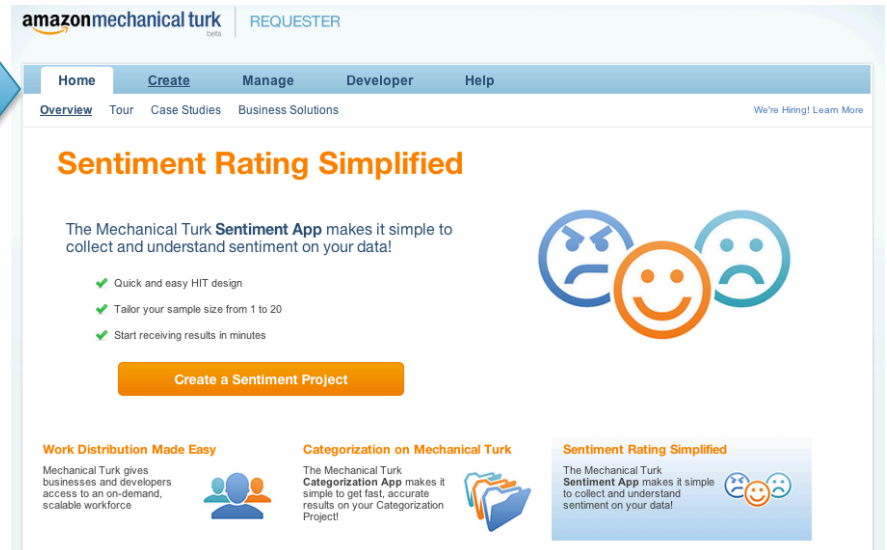 amazonmechanical turk
beta
REQUESTER
Home Create Manage Developer Help
Overview Tour Case Studies Business Solutions We're Hiring! Learn More
Sentiment Rating Simplified
The Mechanical Turk Sentiment App makes it simple to
collect and understand sentiment on your data!
Quick and easy HIT design
Tailor your sample size from 1 to 20
Start receiving results in minutes
Create a Sentiment Project
Work Distribution Made Easy
Mechanical Turk gives
businesses and developers
access to an on-demand,
scalable workforce
Categorization on Mechanical Turk
The Mechanical Turk
Categorization App makes it
simple to get fast, accurate
results on your Categorization
Project!
Sentiment Rating Simplified
The Mechanical Turk
Sentiment App makes it simple
to collect and understand
sentiment on your data!